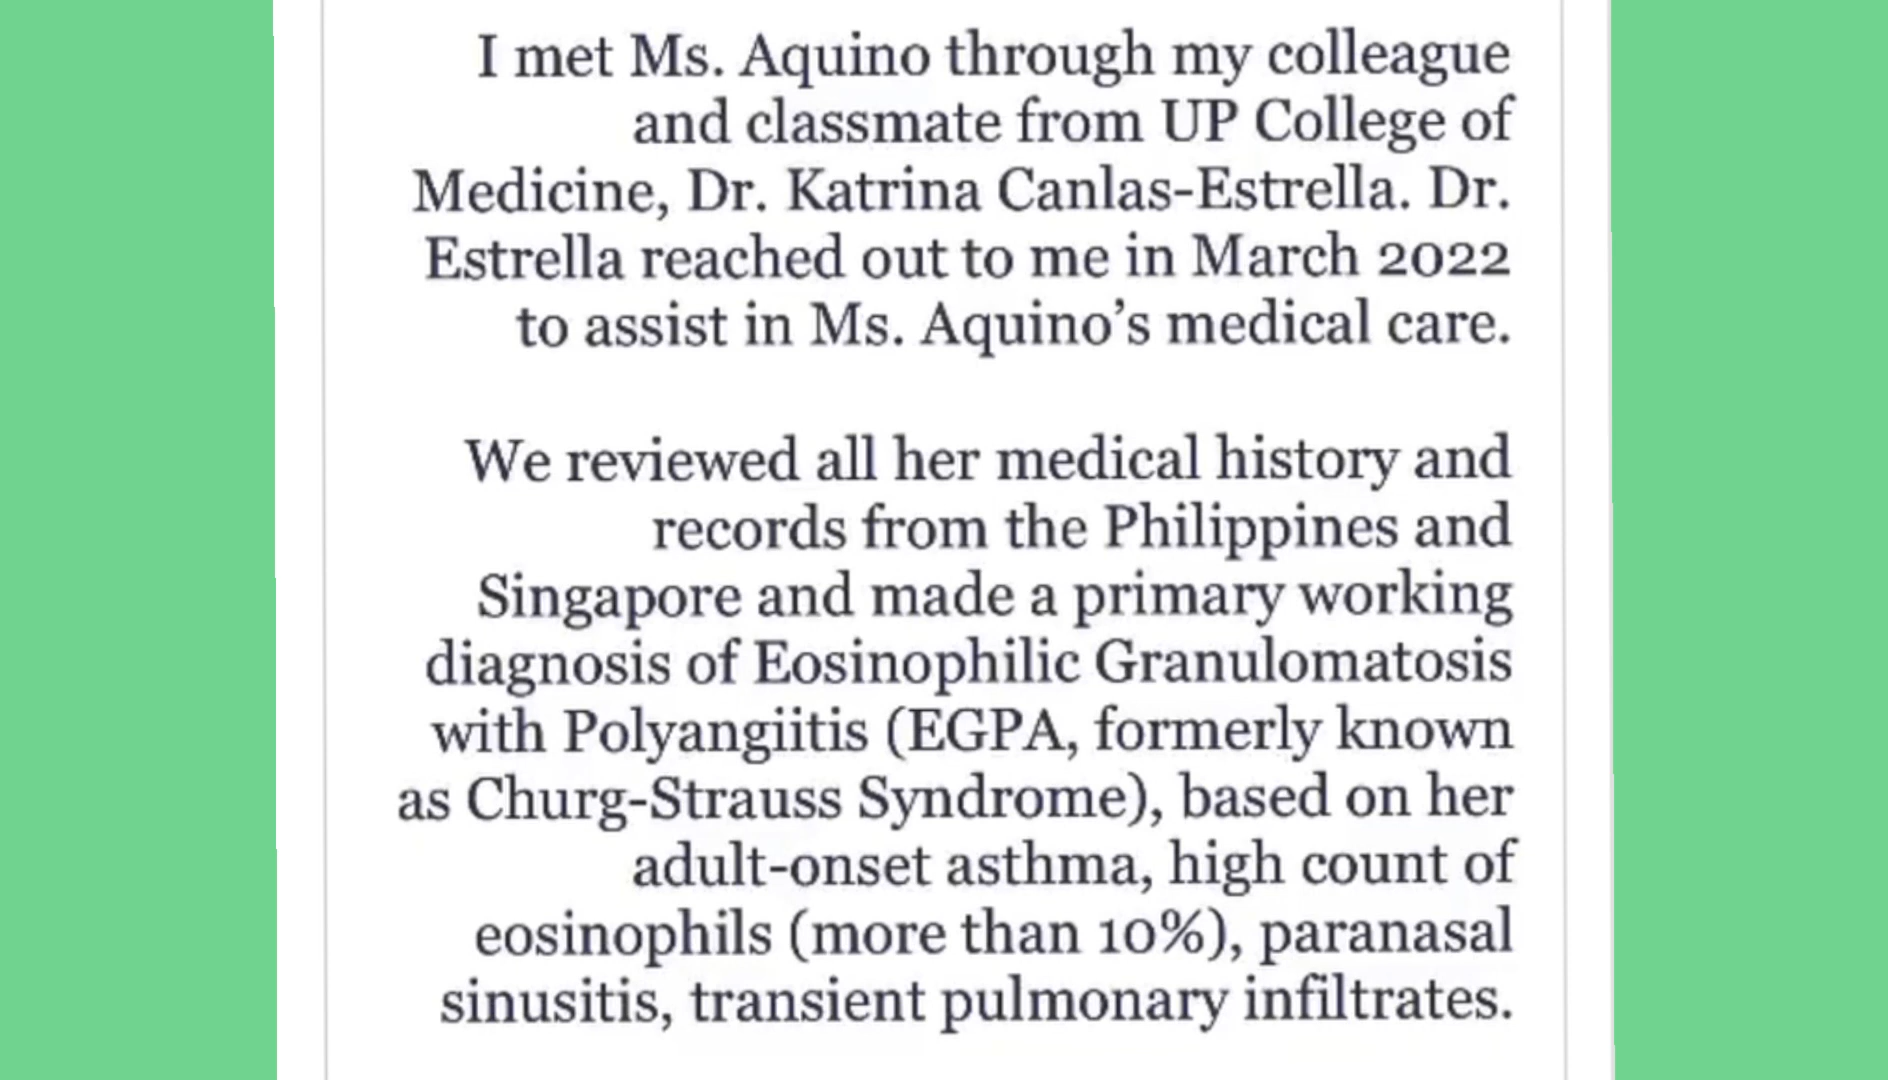 I met Ms. Aquino through my colleague
and classmate from UP College of
Medicine, Dr. Katrina Canlas-Estrella. Dr.
Estrella reached out to me in March 2022
to assist in Ms. Aquino’s medical care.
We reviewed all her medical history and
records from the Philippines and
Singapore and made a primary working
diagnosis of Eosinophilic Granulomatosis
with Polyangiitis (EGPA, formerly known
as Churg-Strauss Syndrome), based on her
adult-onset asthma, high count of
eosinophils (more than 10%), paranasal
sinusitis, transient pulmonary infiltrates.